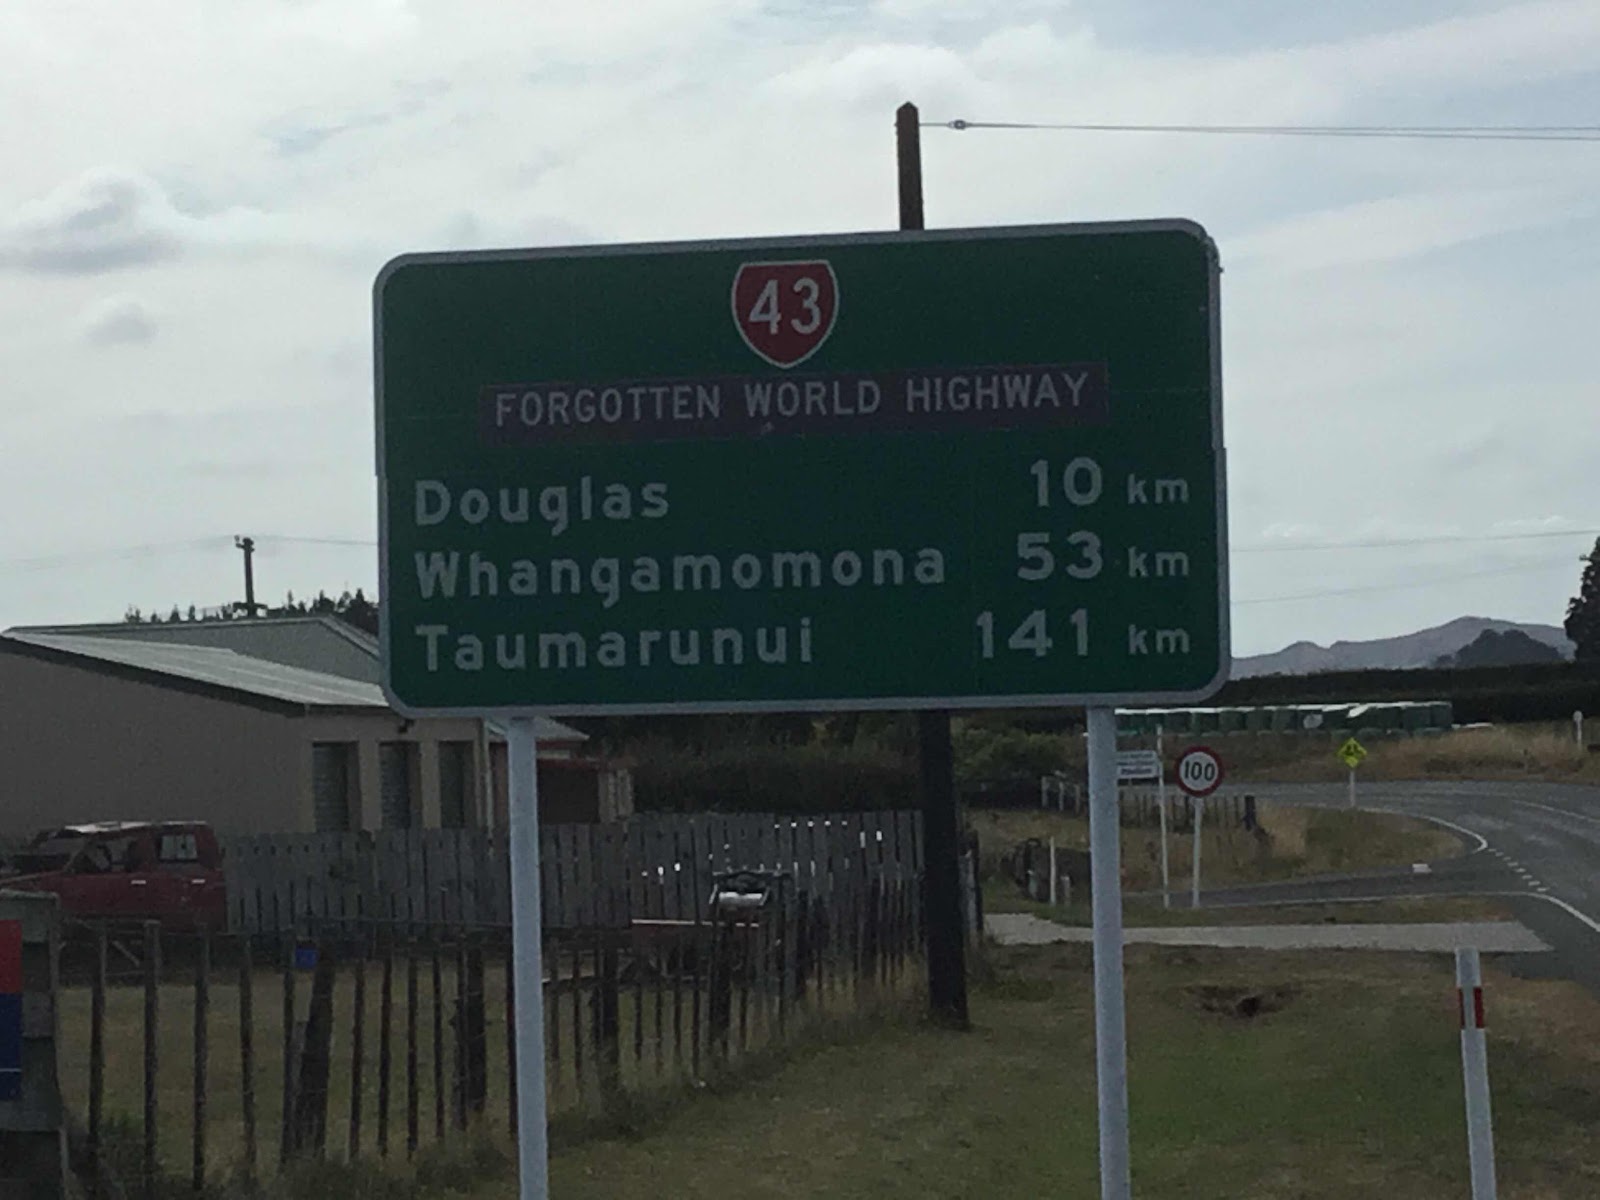 43
FORGOTTEN WORLD HIGHWAY
Douglas 10 km
Whangamomona 53 km
Taumarunui 141 km
100